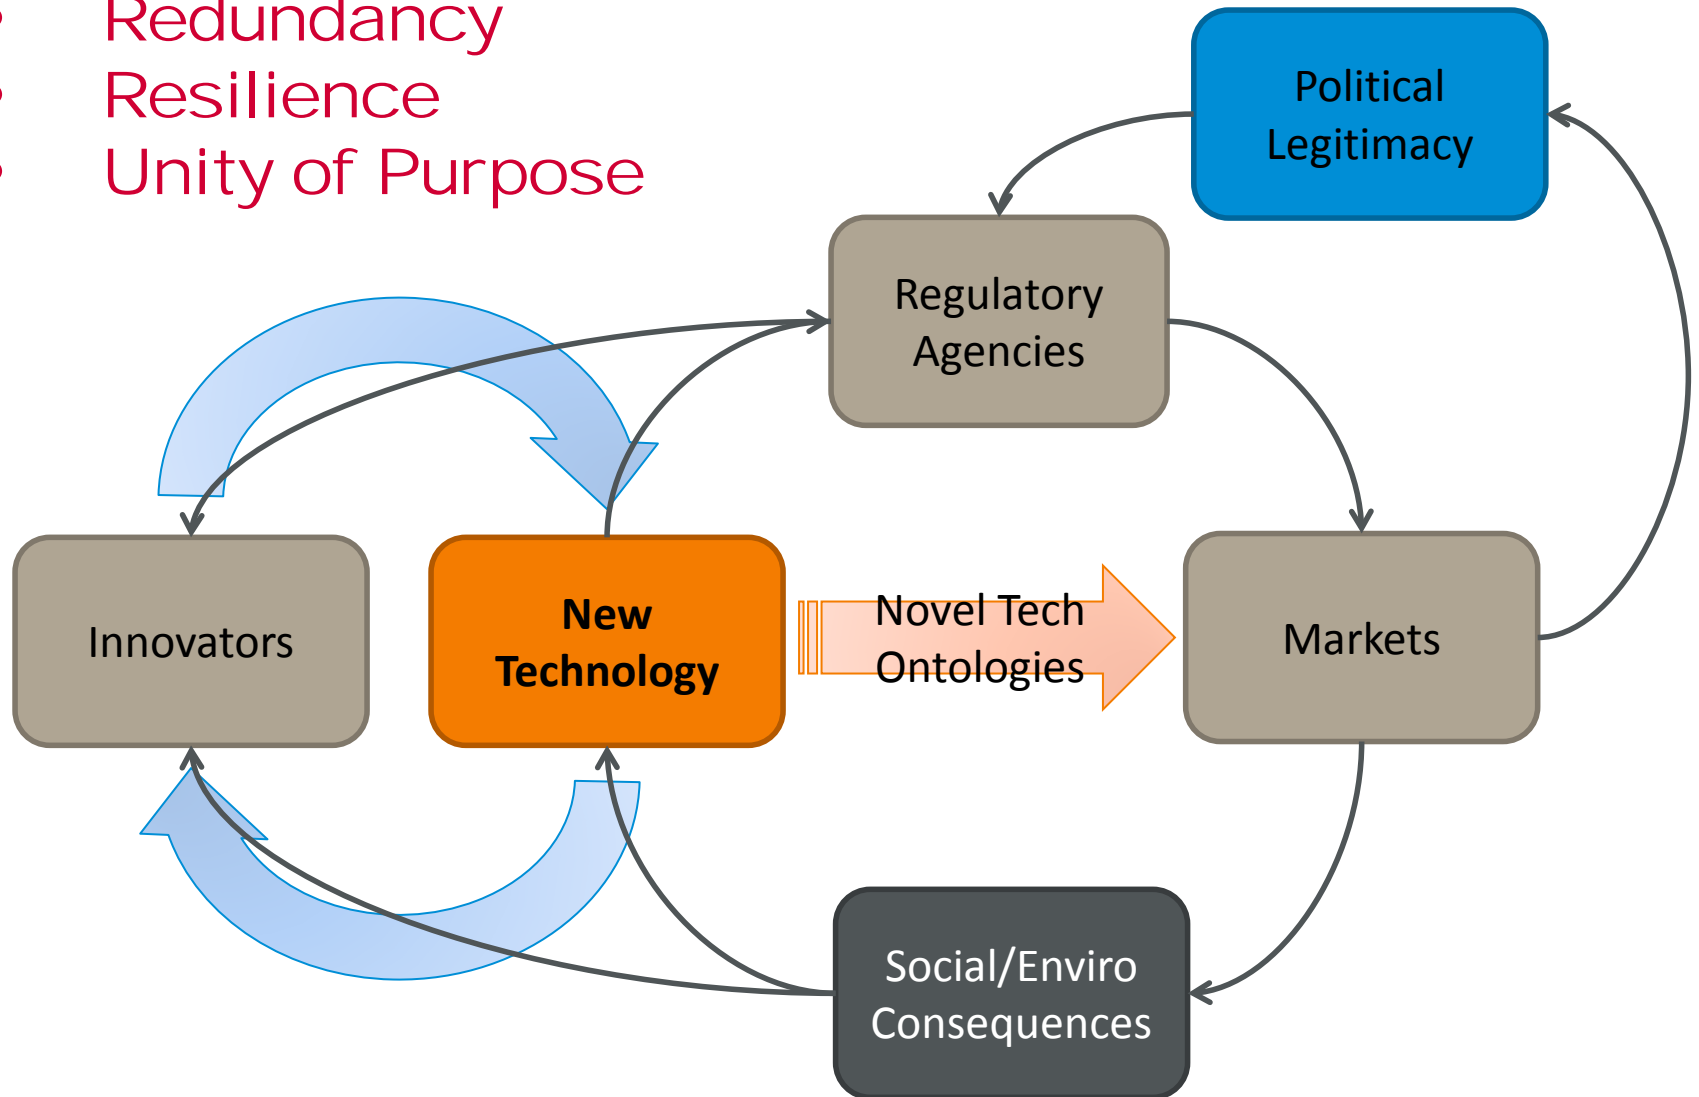 • Redundancy
• Resilience
• Unity of Purpose
Political
Legitimacy
Regulatory
Agencies
Innovators
New
Technology
Novel Tech
Ontologies
Markets
Social/Enviro
Consequences